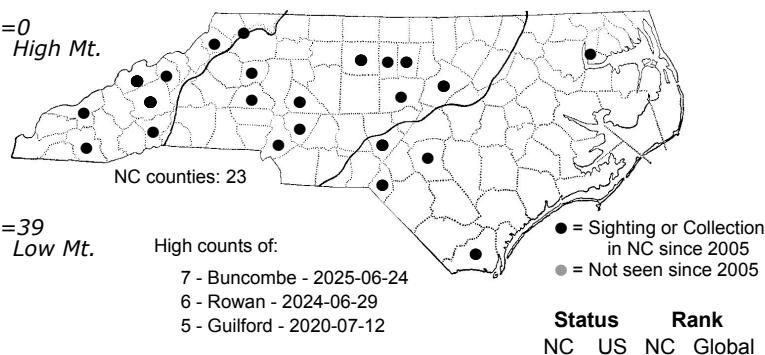 =0
High Mt.
NC counties: 23
=39
Low Mt.
High counts of:
7 - Buncombe - 2025-06-24
6 - Rowan - 2024-06-29
5 - Guilford - 2020-07-12
● = Sighting or Collection
in NC since 2005
● = Not seen since 2005
Status Rank
NC US NC Global